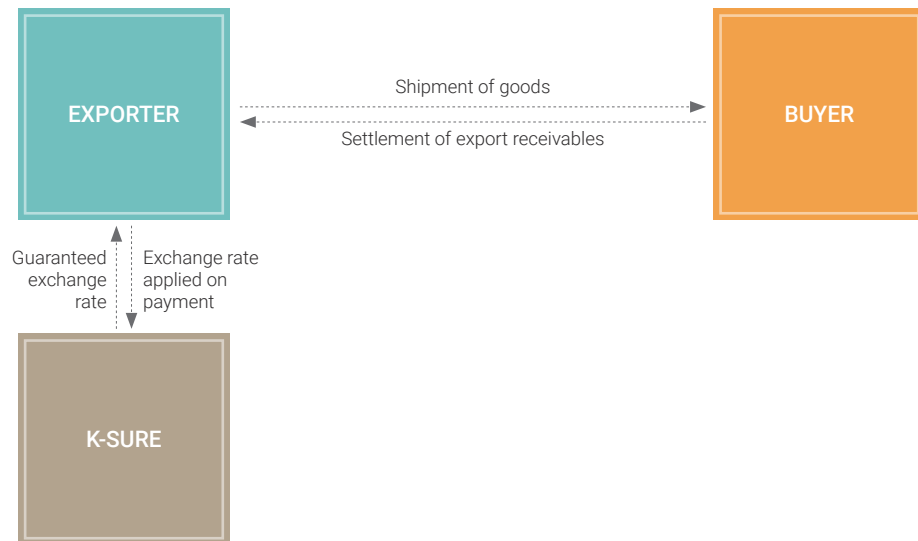 Shipment of goods
EXPORTER
BUYER
Settlement of export receivables
Guaranteed
exchange
rate
Exchange rate
applied on
payment
K-SURE